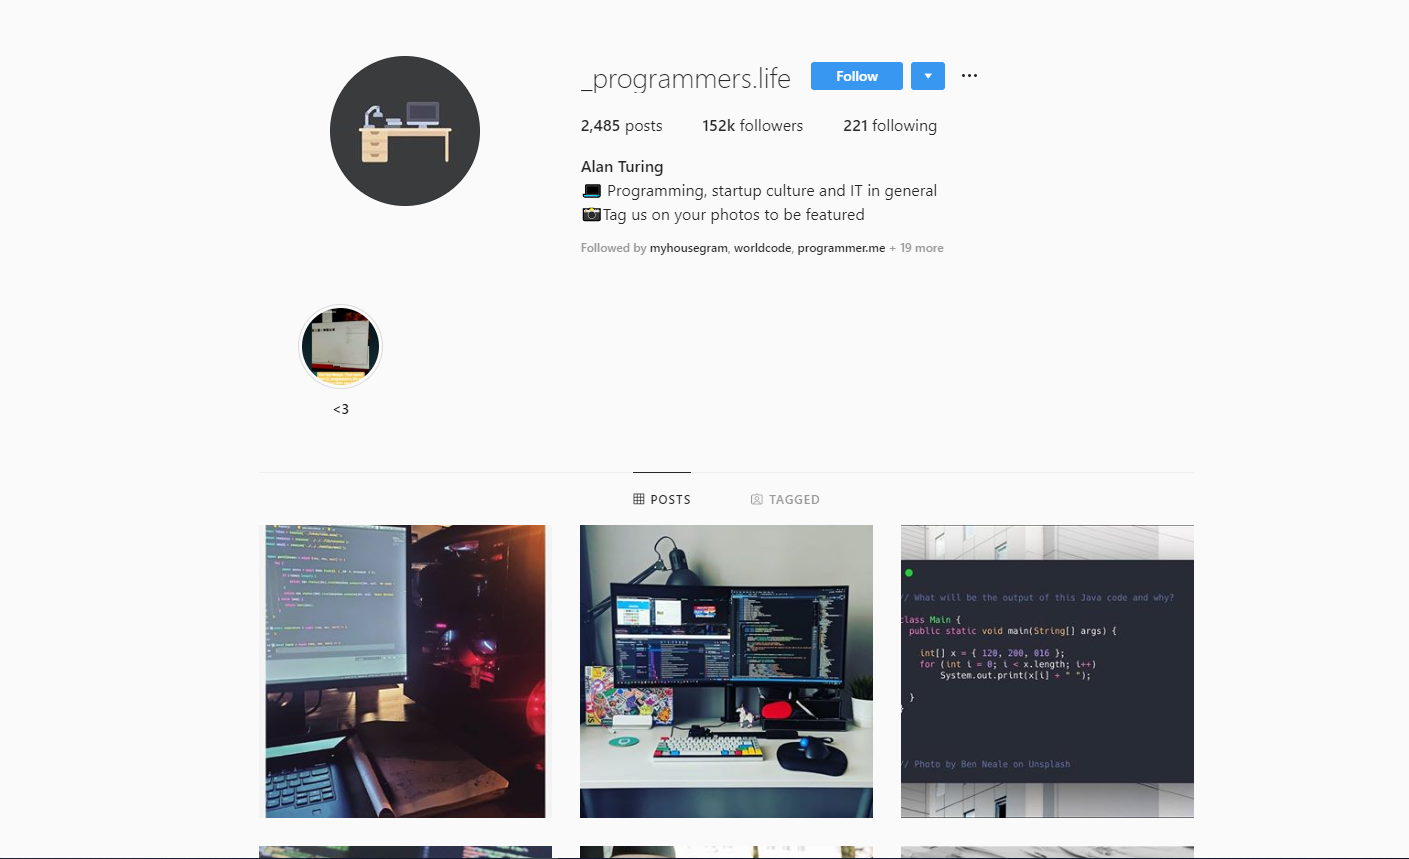 _programmers.life
Follow
2,485 posts
152k followers
221 following
Alan Turing
Programming, startup culture and IT in general
Tag us on your photos to be featured
Followed by myhousegram, worldcode, programmer.me + 19 more
<3
POSTS
TAGGED
// What will be the output of this Java code and why?
class Main {
public static void main(String[] args) {
int[] x = { 120, 200, 016 };
for (int i = 0; i < x.length; i++)
System.out.print(x[i] + " ");
}
}
// Photo by Ben Neale on Unsplash